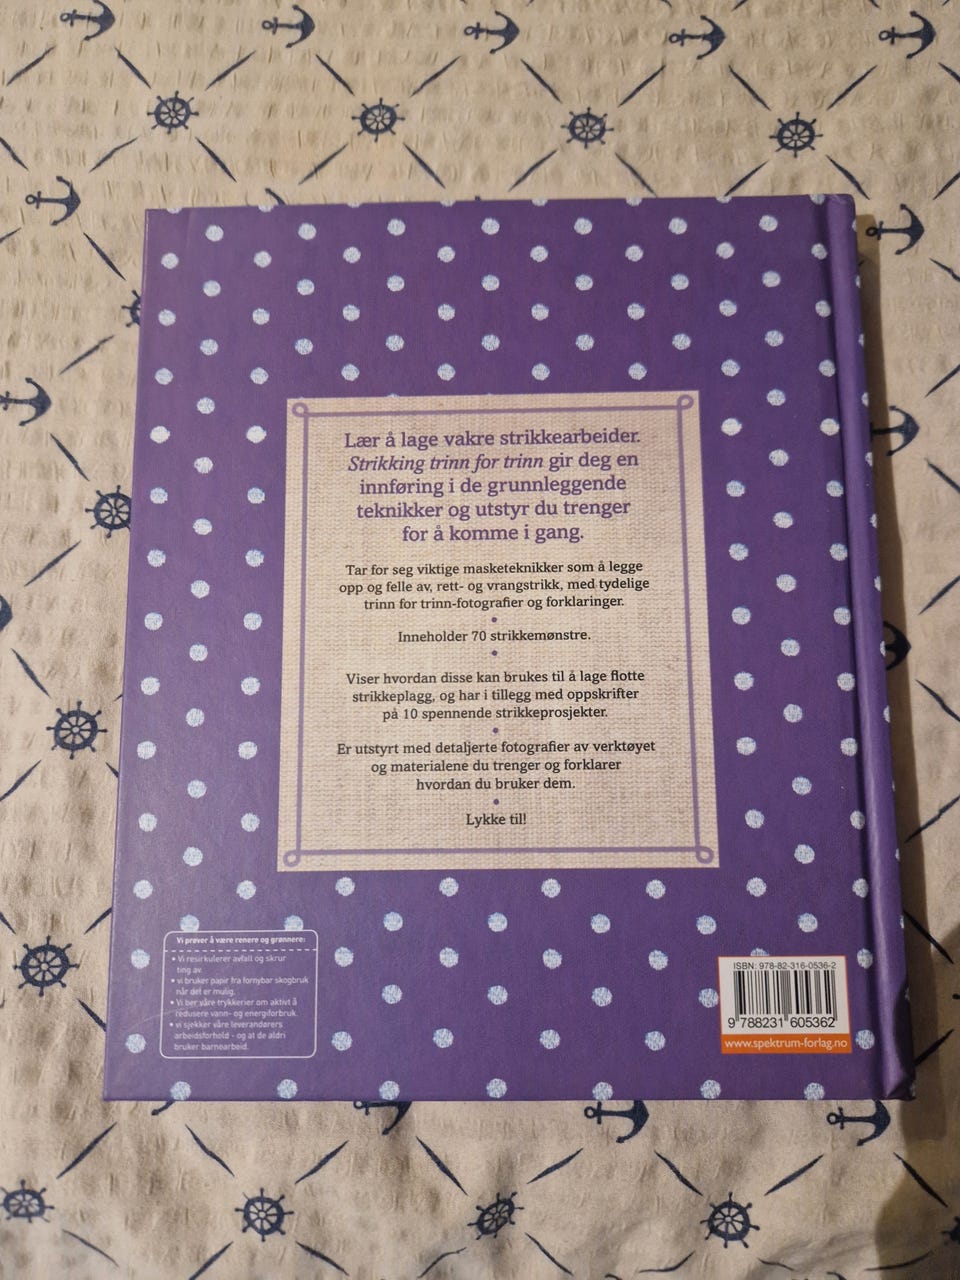 Lær å lage vakre strikkearbeider.
Strikking trinn for trinn gir deg en
innføring i de grunnleggende
teknikker og utstyr du trenger
for å komme i gang.
Tar for seg viktige masketeknikker som å legge
opp og felle av, rett- og vrangstrikk, med tydelige
trinn for trinn-fotografier og forklaringer.
Inneholder 70 strikkemønstre.
Viser hvordan disse kan brukes til å lage flotte
strikkeplagg, og har i tillegg med oppskrifter
på 10 spennende strikkeprosjekter.
Er utstyrt med detaljerte fotografier av verktøyet
og materialene du trenger og forklarer
hvordan du bruker dem.
Lykke til!
Vi prøver å være renere og grønnere:
• Vi resirkulerer avfall og skrur
ting av.
• vi bruker papir fra fornybar skogbruk
når det er mulig.
• Vi ber våre trykkerier om aktivt å
redusere vann- og energiforbruk.
• vi sjekker våre leverandørers
arbeidsforhold - og at de aldri
bruker barnearbeid.
ISBN: 978-82-316-0536-2
9 788231 605362
www.spektrum-forlag.no